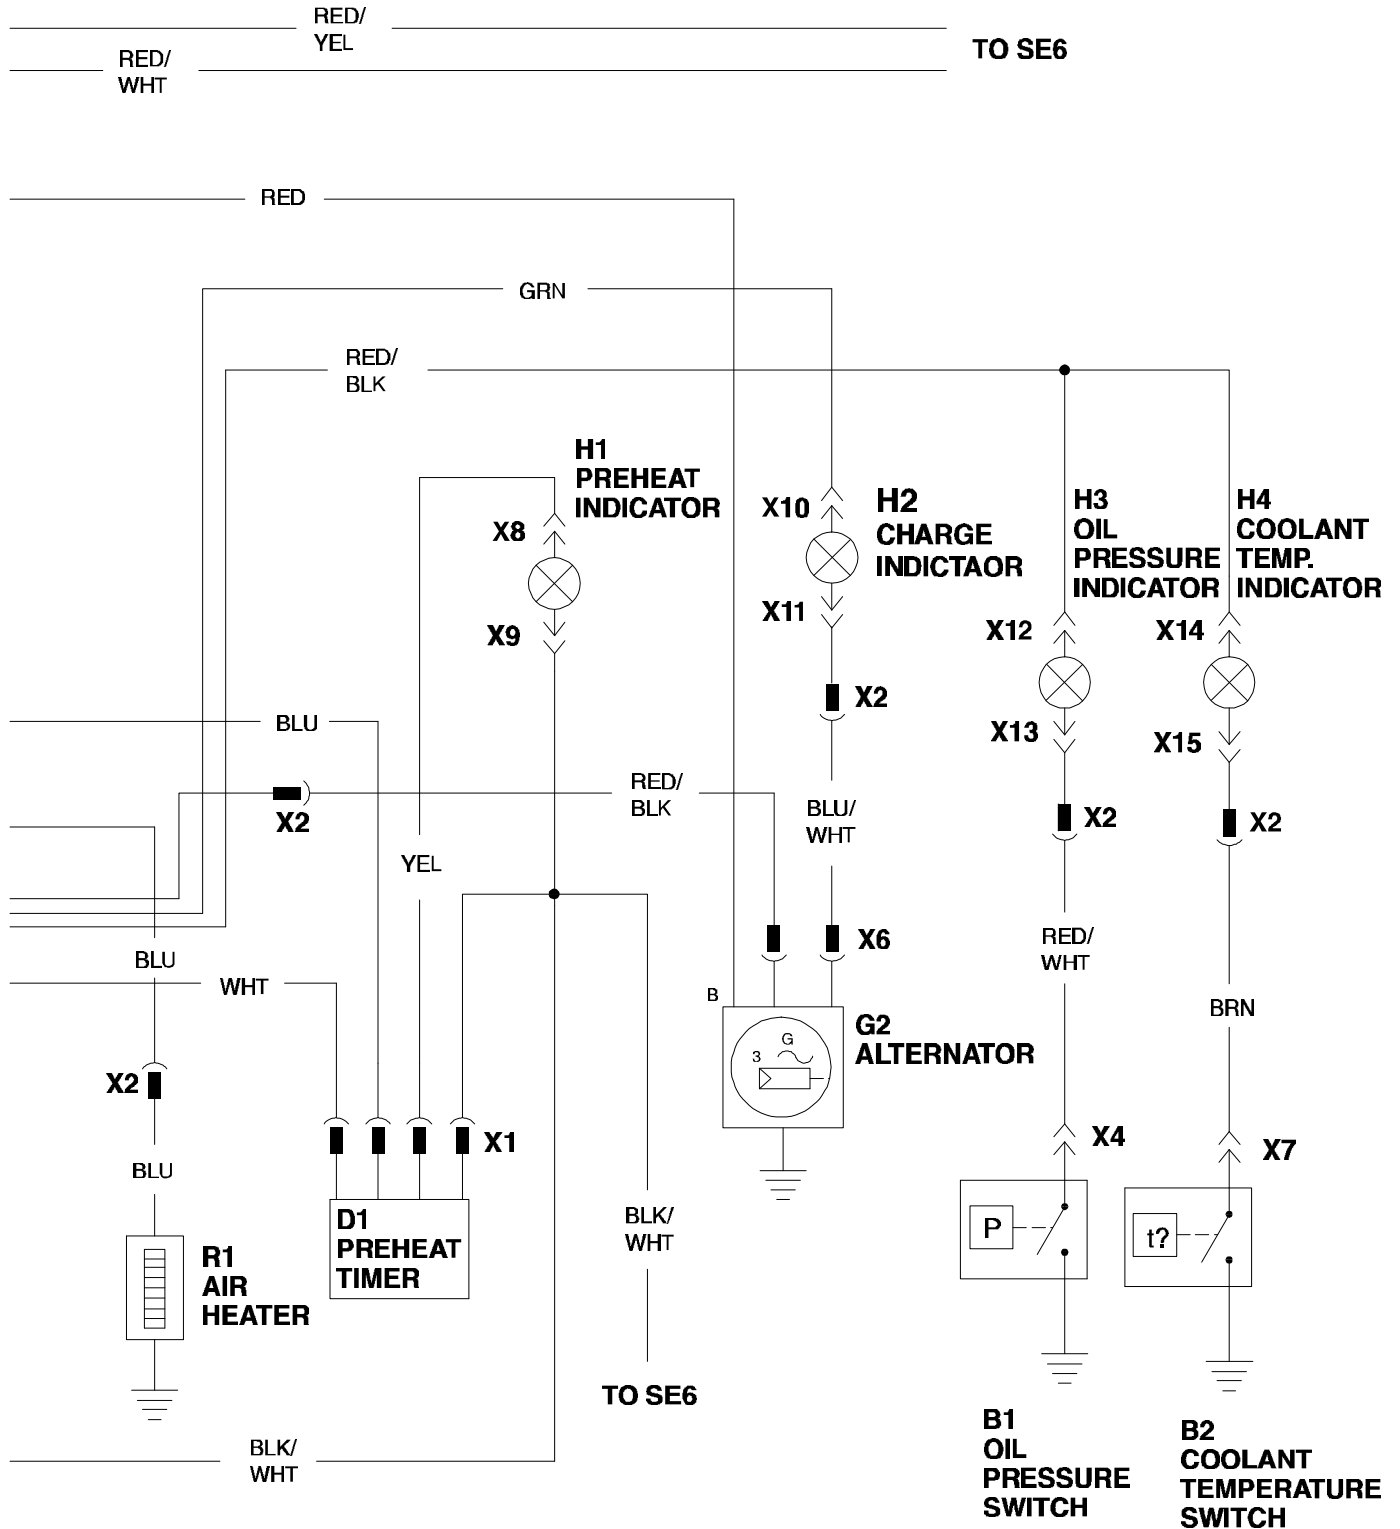 RED/
YEL
TO SE6
RED/
WHT
RED
GRN
RED/
BLK
H1
PREHEAT
INDICATOR
X8
X9
X10
H2
CHARGE
INDICTAOR
X11
H3
OIL
PRESSURE
INDICATOR
H4
COOLANT
TEMP.
INDICATOR
X12
X14
X13
X15
X2
BLU
X2
RED/
BLK
BLU/
WHT
X2
X2
YEL
X6
RED/
WHT
BLU
WHT
B
BRN
G2
ALTERNATOR
G
3
X2
X1
X4
X7
BLU
D1
PREHEAT
TIMER
BLK/
WHT
P
t?
R1
AIR
HEATER
TO SE6
B1
OIL
PRESSURE
SWITCH
B2
COOLANT
TEMPERATURE
SWITCH
BLK/
WHT